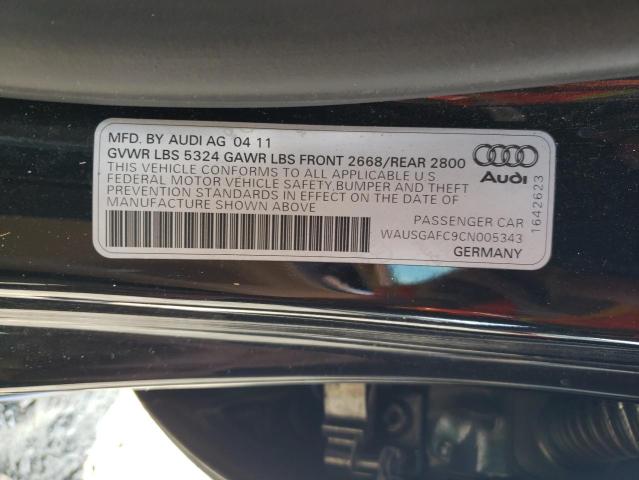 MFD. BY AUDI AG 04 11
GVWR LBS 5324 GAWR LBS FRONT 2668/REAR 2800
THIS VEHICLE CONFORMS TO ALL APPLICABLE U S
FEDERAL MOTOR VEHICLE SAFETY,BUMPER AND THEFT
PREVENTION STANDARDS IN EFFECT ON THE DATE OF
MANUFACTURE SHOWN ABOVE
Audi
PASSENGER CAR
WAUSGAFC9CN005343
GERMANY
1642623